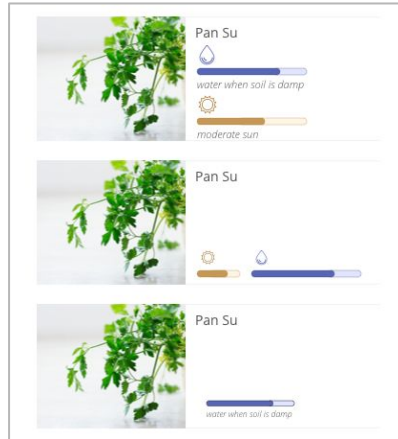 Pan Su
water when soil is damp
moderate sun
Pan Su
Pan Su
water when soil is damp